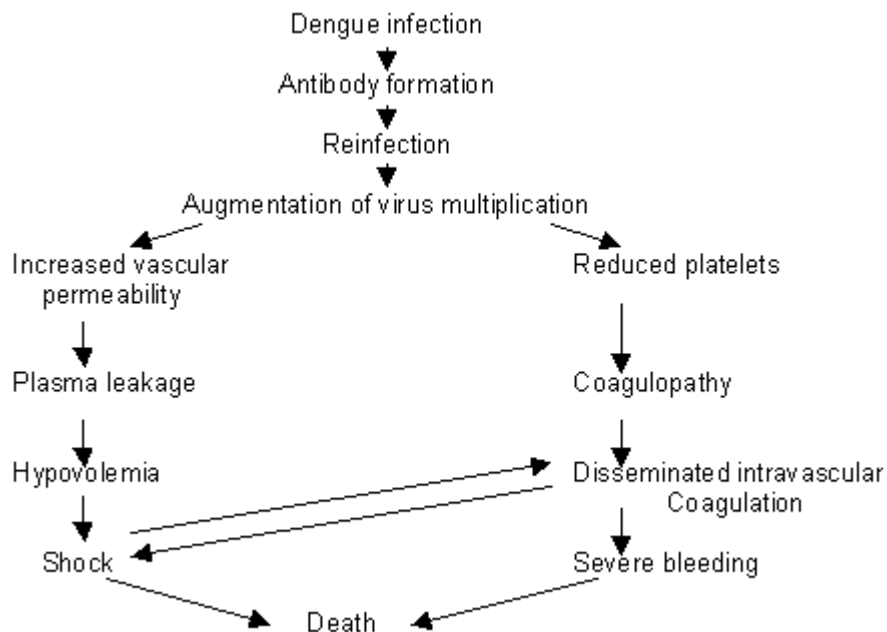 Dengue infection
Antibody formation
Reinfection
Augmentation of virus multiplication
Increased vascular
permeability
Reduced platelets
Plasma leakage
Coagulopathy
Hypovolemia
Disseminated intravascular
Coagulation
Shock
Severe bleeding
Death